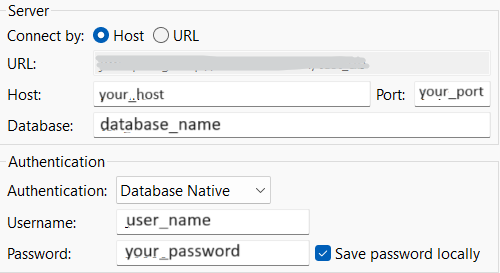 Server
Connect by: Host URL
URL:
Host: your_host Port: your_port
Database: database_name
Authentication
Authentication: Database Native
Username: user_name
Password: your_password Save password locally